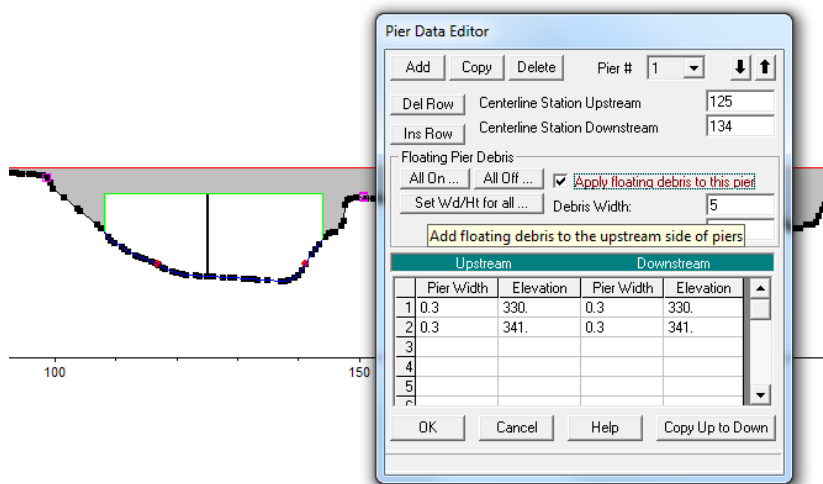 Pier Data Editor
Add Copy Delete Pier # 1
Del Row Centerline Station Upstream 125
Ins Row Centerline Station Downstream 134
Floating Pier Debris
All On ... All Off ... Apply floating debris to this pier
Set Wd/Ht for all ... Debris Width: 5
Add floating debris to the upstream side of piers
Upstream Downstream
Pier Width Elevation Pier Width Elevation
1 0.3 330. 0.3 330.
2 0.3 341. 0.3 341.
3
4
5
OK Cancel Help Copy Up to Down
100 150